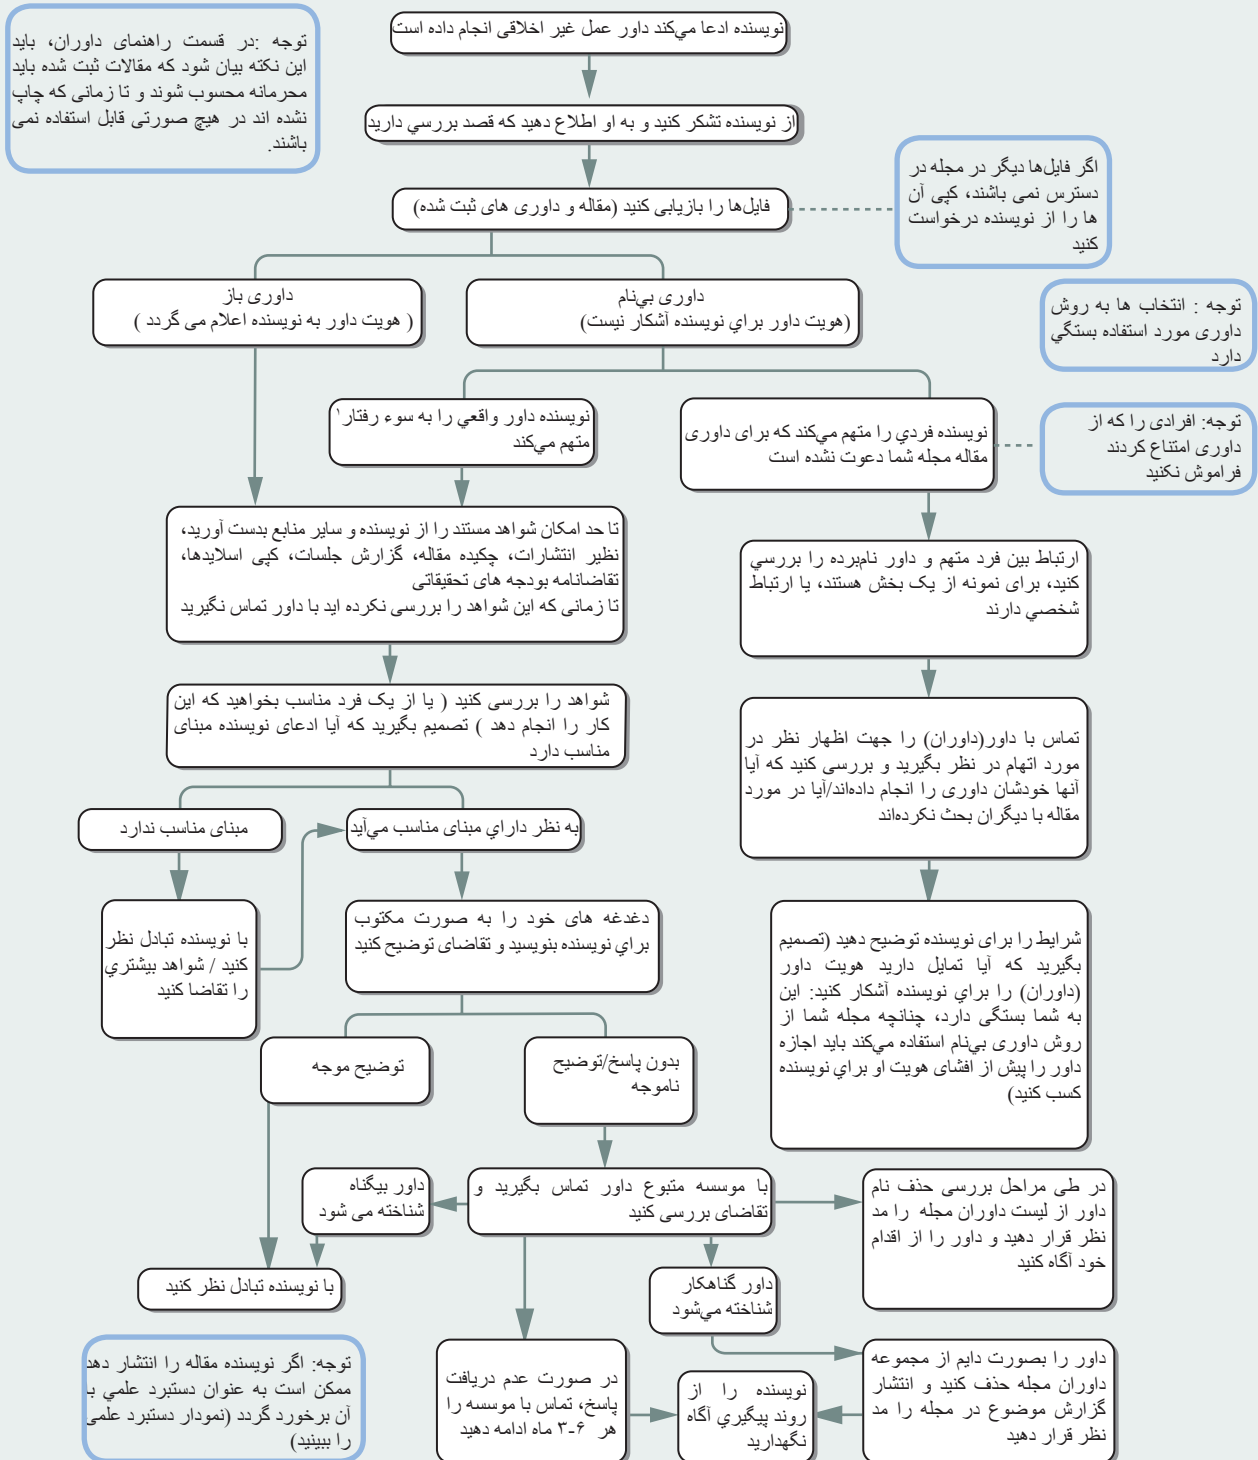 نویسنده ادعا مي‌کند داور عمل غیر اخلاقی انجام داده است
توجه :در قسمت راهنمای داوران، باید
این نکته بیان شود که مقالات ثبت شده باید
محرمانه محسوب شوند و تا زمانی که چاپ
نشده اند در هیچ صورتی قابل استفاده نمی
باشند.
از نویسنده تشکر کنید و به او اطلاع دهید که قصد بررسي دارید
اگر فایل‌ها دیگر در مجله در
دسترس نمی باشند، کپی آن
ها را از نویسنده درخواست
کنید
فایل‌ها را بازیابی کنید (مقاله و داوری های ثبت شده)
داوری بي‌نام
(هویت داور براي نویسنده آشکار نیست)
داوری باز
( هویت داور به نویسنده اعلام می گردد )
توجه : انتخاب ها به روش
داوری مورد استفاده بستگي
دارد
توجه: افرادی را که از
داوری امتناع کردند
فراموش نکنید
نویسنده فردي را متهم مي‌کند که برای داوری
مقاله مجله شما دعوت نشده است
نویسنده داور واقعي را به سوء رفتار۱
متهم مي‌کند
تا حد امکان شواهد مستند را از نویسنده و سایر منابع بدست آورید،
نظیر انتشارات، چکیده مقاله، گزارش جلسات، کپی اسلایدها،
تقاضانامه بودجه های تحقیقاتی
تا زمانی که این شواهد را بررسی نکرده اید با داور تماس نگیرید
ارتباط بین فرد متهم و داور نام‌برده را بررسي
کنید، برای نمونه از یک بخش هستند، یا ارتباط
شخصي دارند
شواهد را بررسی کنید ( یا از یک فرد مناسب بخواهید که این
کار را انجام دهد ) تصمیم بگیرید که آیا ادعای نویسنده مبنای
مناسب دارد
تماس با داور(داوران) را جهت اظهار نظر در
مورد اتهام در نظر بگیرید و بررسی کنید که آیا
آنها خودشان داوری را انجام داده‌اند/آیا در مورد
مقاله با دیگران بحث نکرده‌اند
به نظر داراي مبنای مناسب مي‌آید
مبنای مناسب ندارد
دغدغه های خود را به صورت مکتوب
براي نویسنده بنویسید و تقاضای توضیح کنید
با نویسنده تبادل نظر
کنید / شواهد بیشتري
را تقاضا کنید
شرایط را برای نویسنده توضیح دهید (تصمیم
بگیرید که آیا تمایل دارید هویت داور
(داوران) را براي نویسنده آشکار کنید: این
به شما بستگی دارد، چنانچه مجله شما از
روش داوری بي‌نام استفاده مي‌کند باید اجازه
داور را پیش از افشای هویت او براي نویسنده
کسب کنید)
بدون پاسخ/توضیح
ناموجه
توضیح موجه
در طی مراحل بررسی حذف نام
داور از لیست داوران مجله را مد
نظر قرار دهید و داور را از اقدام
خود آگاه کنید
با موسسه متبوع داور تماس بگیرید و
تقاضای بررسی کنید
داور بیگناه
شناخته می شود
با نویسنده تبادل نظر کنید
داور گناهکار
شناخته مي‌شود
داور را بصورت دایم از مجموعه
داوران مجله حذف کنید و انتشار
گزارش موضوع در مجله را مد
نظر قرار دهید
نویسنده را از
روند پیگیري آگاه
نگهدارید
در صورت عدم دریافت
پاسخ، تماس با موسسه را
هر ۶-۳ ماه ادامه دهید
توجه: اگر نویسنده مقاله را انتشار دهد
ممکن است به عنوان دستبرد علمي با
آن برخورد گردد (نمودار دستبرد علمی
را ببینید)